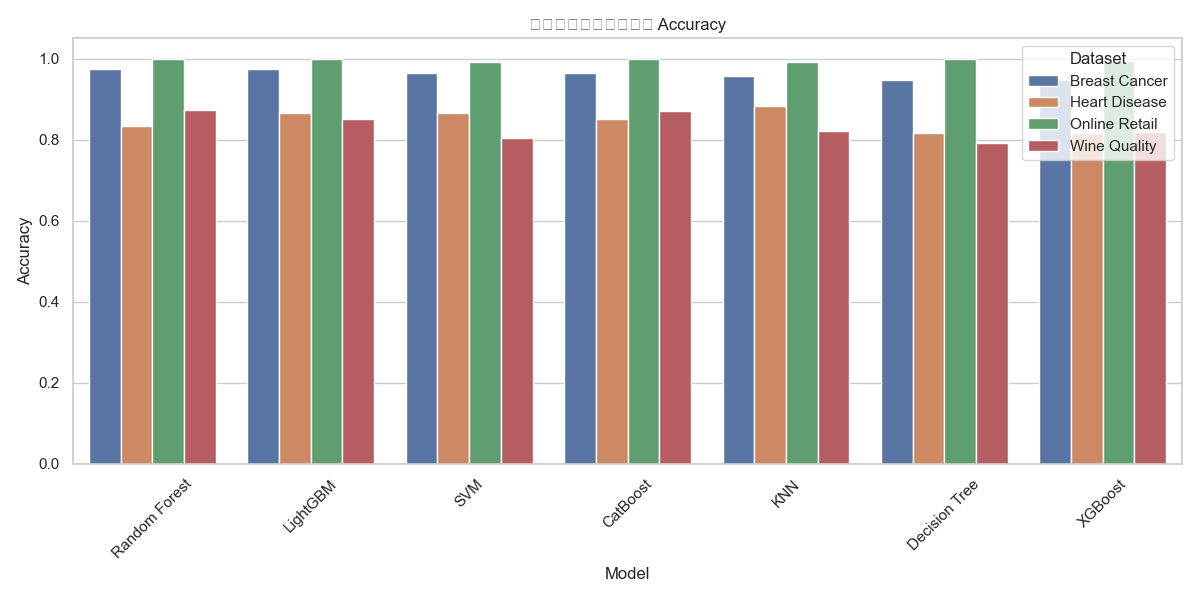 Accuracy
Dataset
Breast Cancer
Heart Disease
Online Retail
Wine Quality
Accuracy
1.0
0.8
0.6
0.4
0.2
0.0
Random Forest
LightGBM
SVM
CatBoost
KNN
Decision Tree
XGBoost
Model